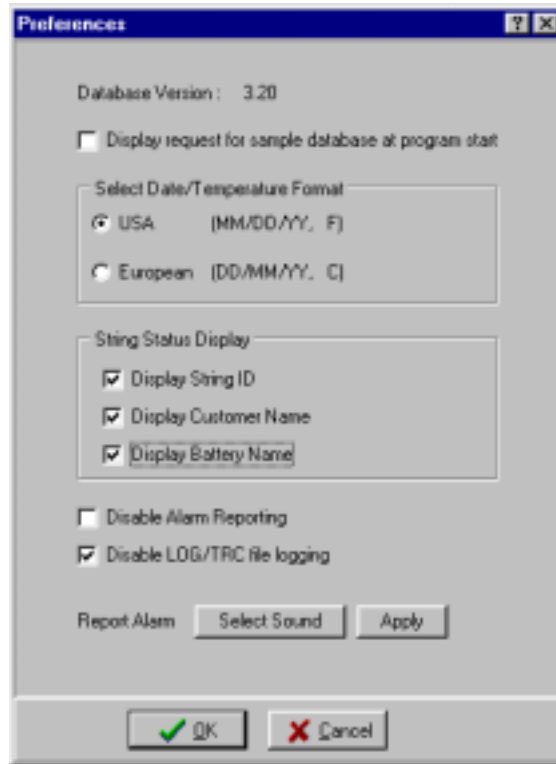 Preferences
Database Version : 3.20
Display request for sample database at program start
Select Date/Temperature Format
USA (MM/DD/YY, F)
European (DD/MM/YY, C)
String Status Display
Display String ID
Display Customer Name
Display Battery Name
Disable Alarm Reporting
Disable LOG/TRC file logging
Report Alarm Select Sound Apply
OK Cancel